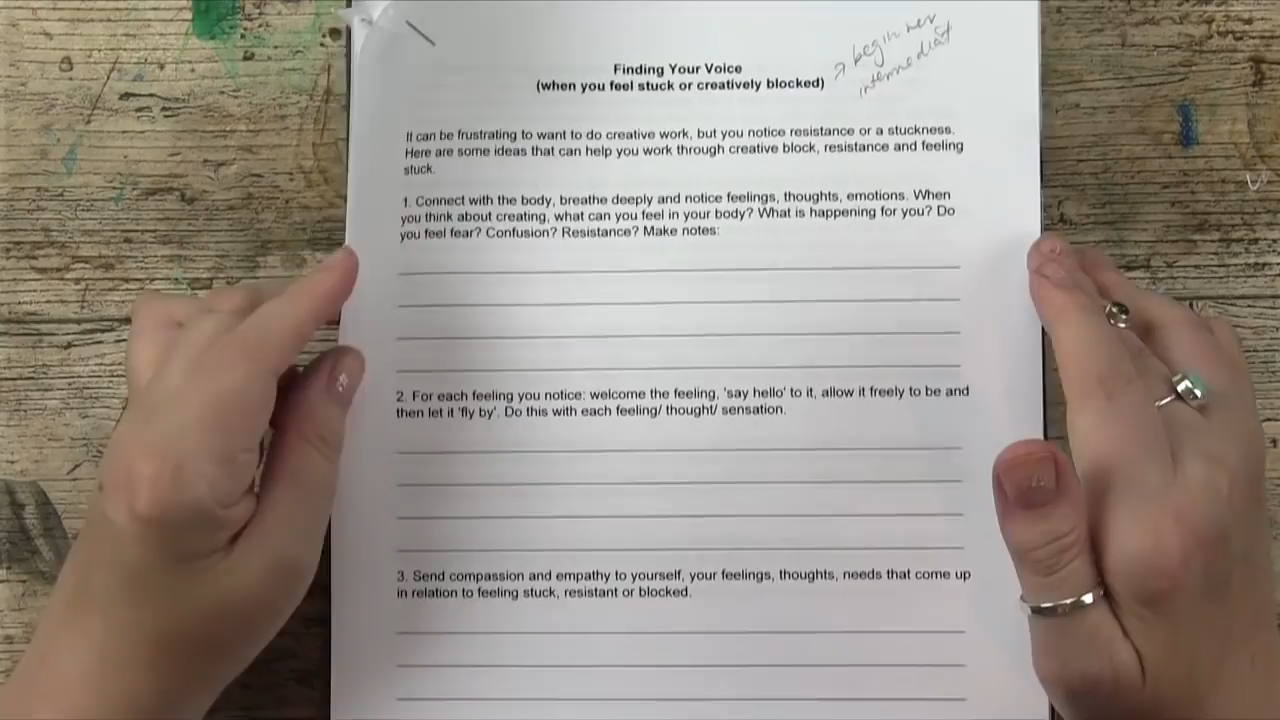 Finding Your Voice
(when you feel stuck or creatively blocked)
→ beginner
intermediast
It can be frustrating to want to do creative work, but you notice resistance or a stuckness.
Here are some ideas that can help you work through creative block, resistance and feeling
stuck.
1. Connect with the body, breathe deeply and notice feelings, thoughts, emotions. When
you think about creating, what can you feel in your body? What is happening for you? Do
you feel fear? Confusion? Resistance? Make notes:
2. For each feeling you notice: welcome the feeling, 'say hello' to it, allow it freely to be and
then let it 'fly by'. Do this with each feeling/ thought/ sensation.
3. Send compassion and empathy to yourself, your feelings, thoughts, needs that come up
in relation to feeling stuck, resistant or blocked.